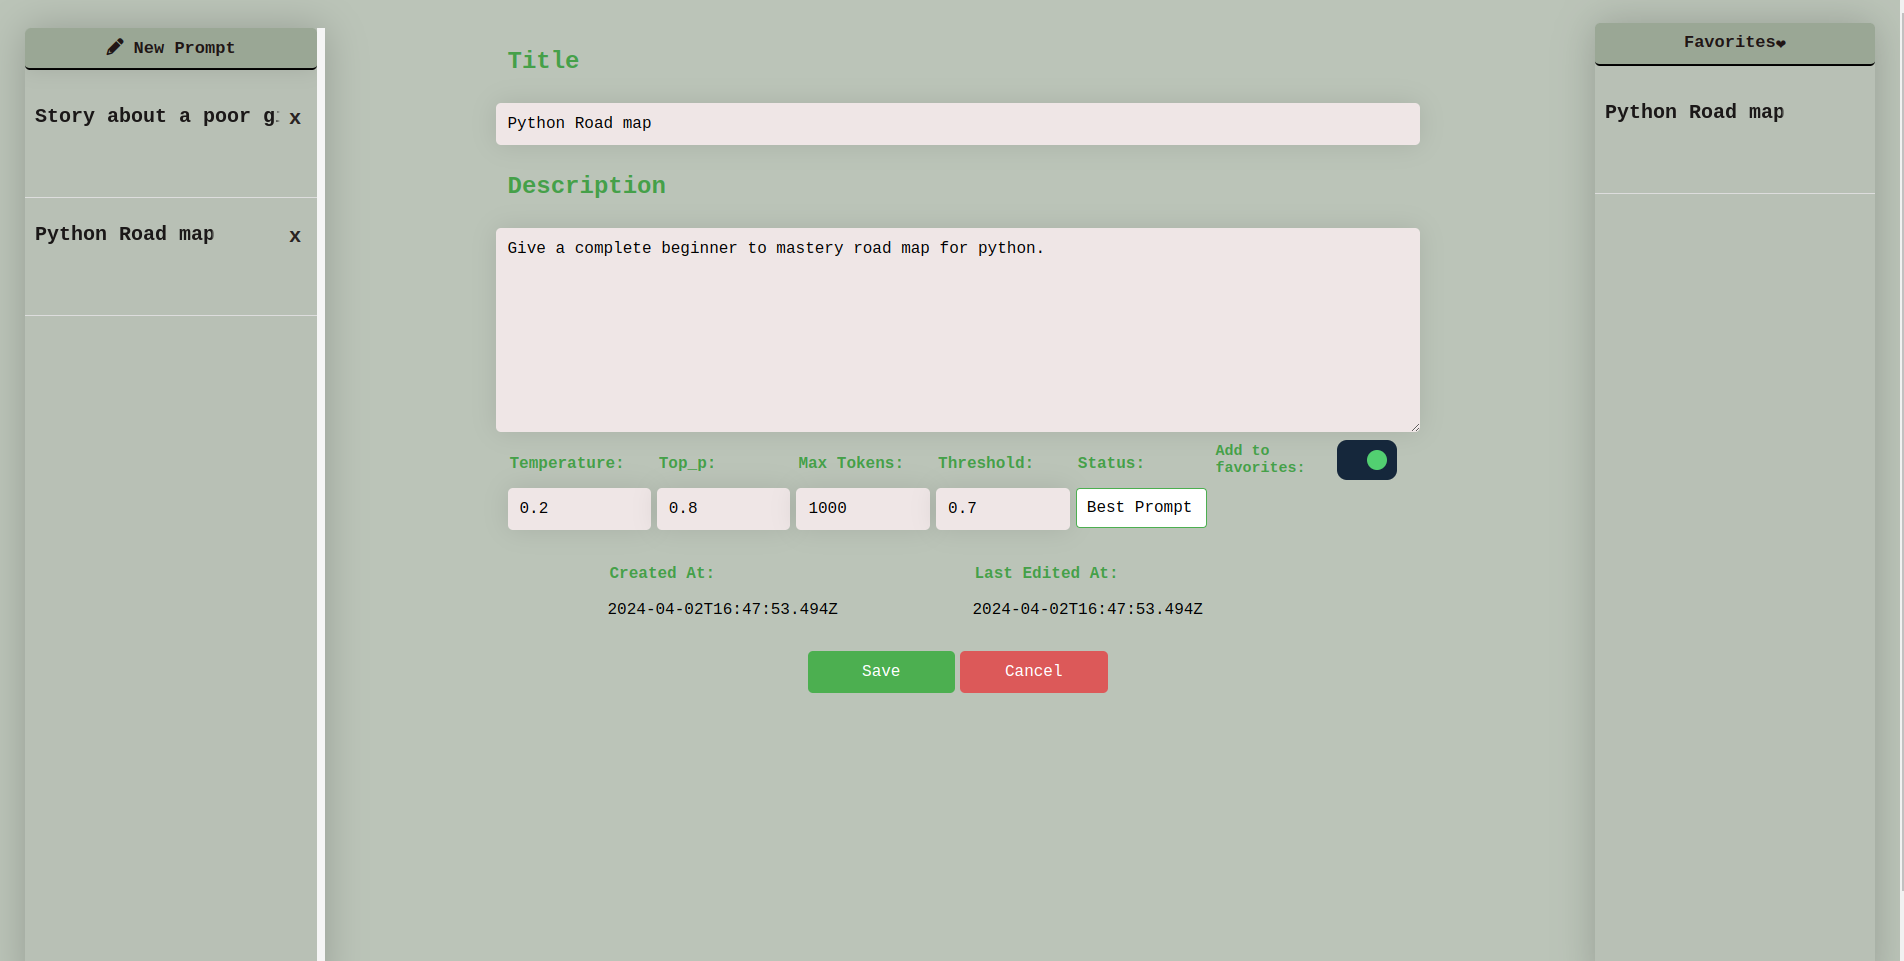 New Prompt
Story about a poor
x
Python Road map
x
Title
Python Road map
Description
Give a complete beginner to mastery road map for python.
Temperature:
Top_p:
Max Tokens:
Threshold:
Status:
Add to
favorites:
0.2
0.8
1000
0.7
Best Prompt
Created At:
Last Edited At:
2024-04-02T16:47:53.494Z
2024-04-02T16:47:53.494Z
Save
Cancel
Favorites❤
Python Road map